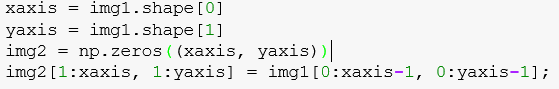 xaxis = img1.shape[0]
yaxis = img1.shape[1]
img2 = np.zeros((xaxis, yaxis))
img2[1:xaxis, 1:yaxis] = img1[0:xaxis-1, 0:yaxis-1];